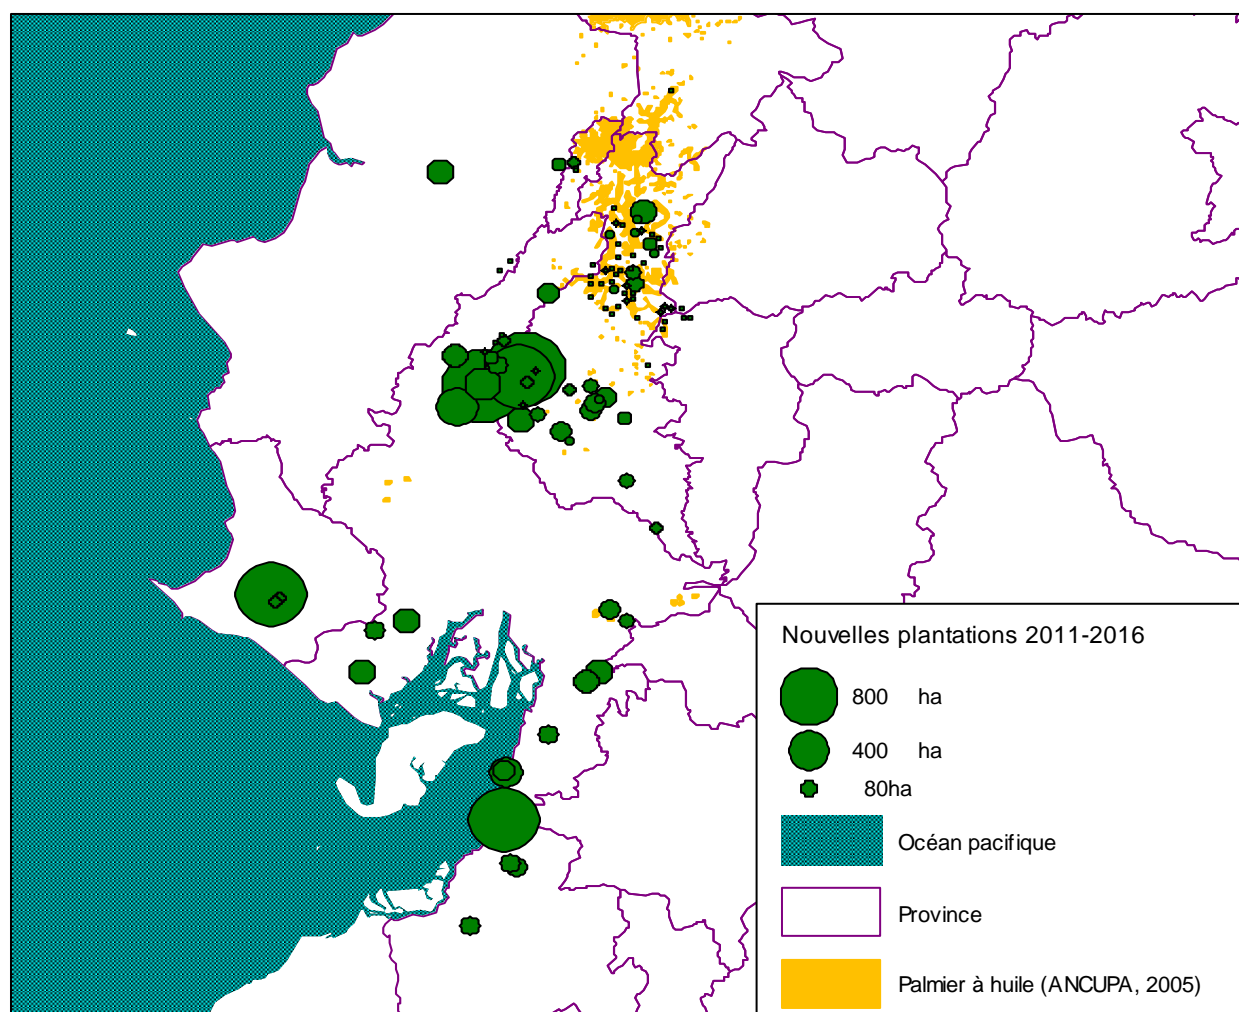 Nouvelles plantations 2011-2016
800 ha
400 ha
80ha
Océan pacifique
Province
Palmier à huile (ANCUPA, 2005)